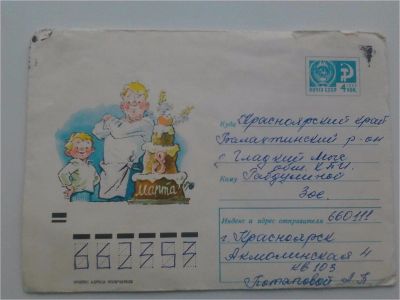 ПОЧТА СССР
4 КОП.
8
марта!
Куда Красноярский край
Балахтинский р-он
с. Гладкий Мыс
Кому
Зое.
Индекс и адрес отправителя 660111
г. Красноярск
Акмолинская 4
кв 103
Потаповой А.В
662353